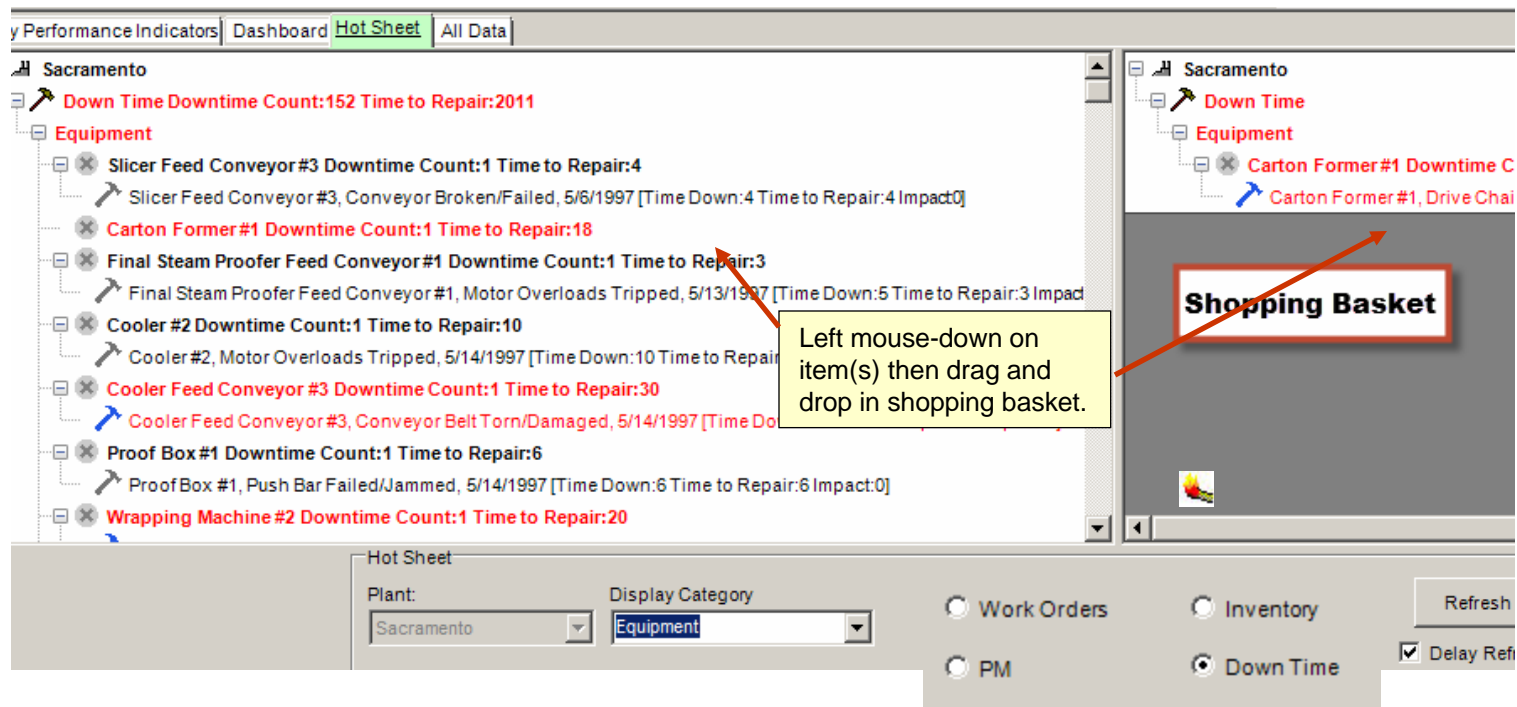 y Performance Indicators Dashboard Hot Sheet All Data
Sacramento
Down Time Downtime Count:152 Time to Repair:2011
Equipment
Slicer Feed Conveyor #3 Downtime Count:1 Time to Repair:4
Slicer Feed Conveyor #3, Conveyor Broken/Failed, 5/6/1997 [Time Down:4 Time to Repair:4 Impact0]
Carton Former #1 Downtime Count:1 Time to Repair:18
Final Steam Proofer Feed Conveyor #1 Downtime Count:1 Time to Repair:3
Final Steam Proofer Feed Conveyor #1, Motor Overloads Tripped, 5/13/1997 [Time Down:5 Time to Repair:3 Impact
Cooler #2 Downtime Count:1 Time to Repair:10
Cooler #2, Motor Overloads Tripped, 5/14/1997 [Time Down:10 Time to Repair
Cooler Feed Conveyor #3 Downtime Count:1 Time to Repair:30
Cooler Feed Conveyor #3, Conveyor Belt Torn/Damaged, 5/14/1997 [Time Do
Proof Box #1 Downtime Count:1 Time to Repair:6
Proof Box #1, Push Bar Failed/Jammed, 5/14/1997 [Time Down:6 Time to Repair:6 Impact:0]
Wrapping Machine #2 Downtime Count:1 Time to Repair:20
Left mouse-down on
item(s) then drag and
drop in shopping basket.
Sacramento
Down Time
Equipment
Carton Former #1 Downtime C
Carton Former #1, Drive Chai
Shopping Basket
Hot Sheet
Plant:
Sacramento
Display Category
Equipment
Work Orders
Inventory
PM
Down Time
Refresh
Delay Refr